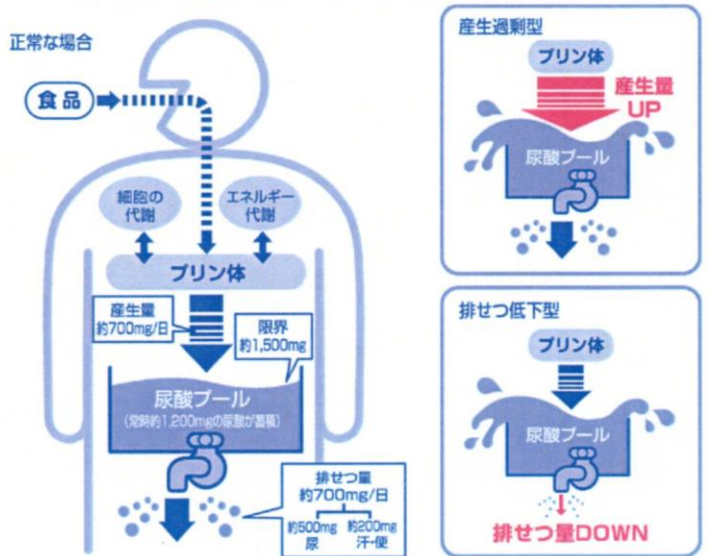 正常な場合
食品
細胞の
代謝
エネルギー
代謝
プリン体
産生量
約700mg/日
限界
約1,500mg
尿酸プール
(常時約1,200mgの尿酸が蓄積)
排せつ量
約700mg/日
約500mg
尿
約200mg
汗・便
産生過剰型
プリン体
産生量
UP
尿酸プール
排せつ低下型
プリン体
尿酸プール
排せつ量DOWN